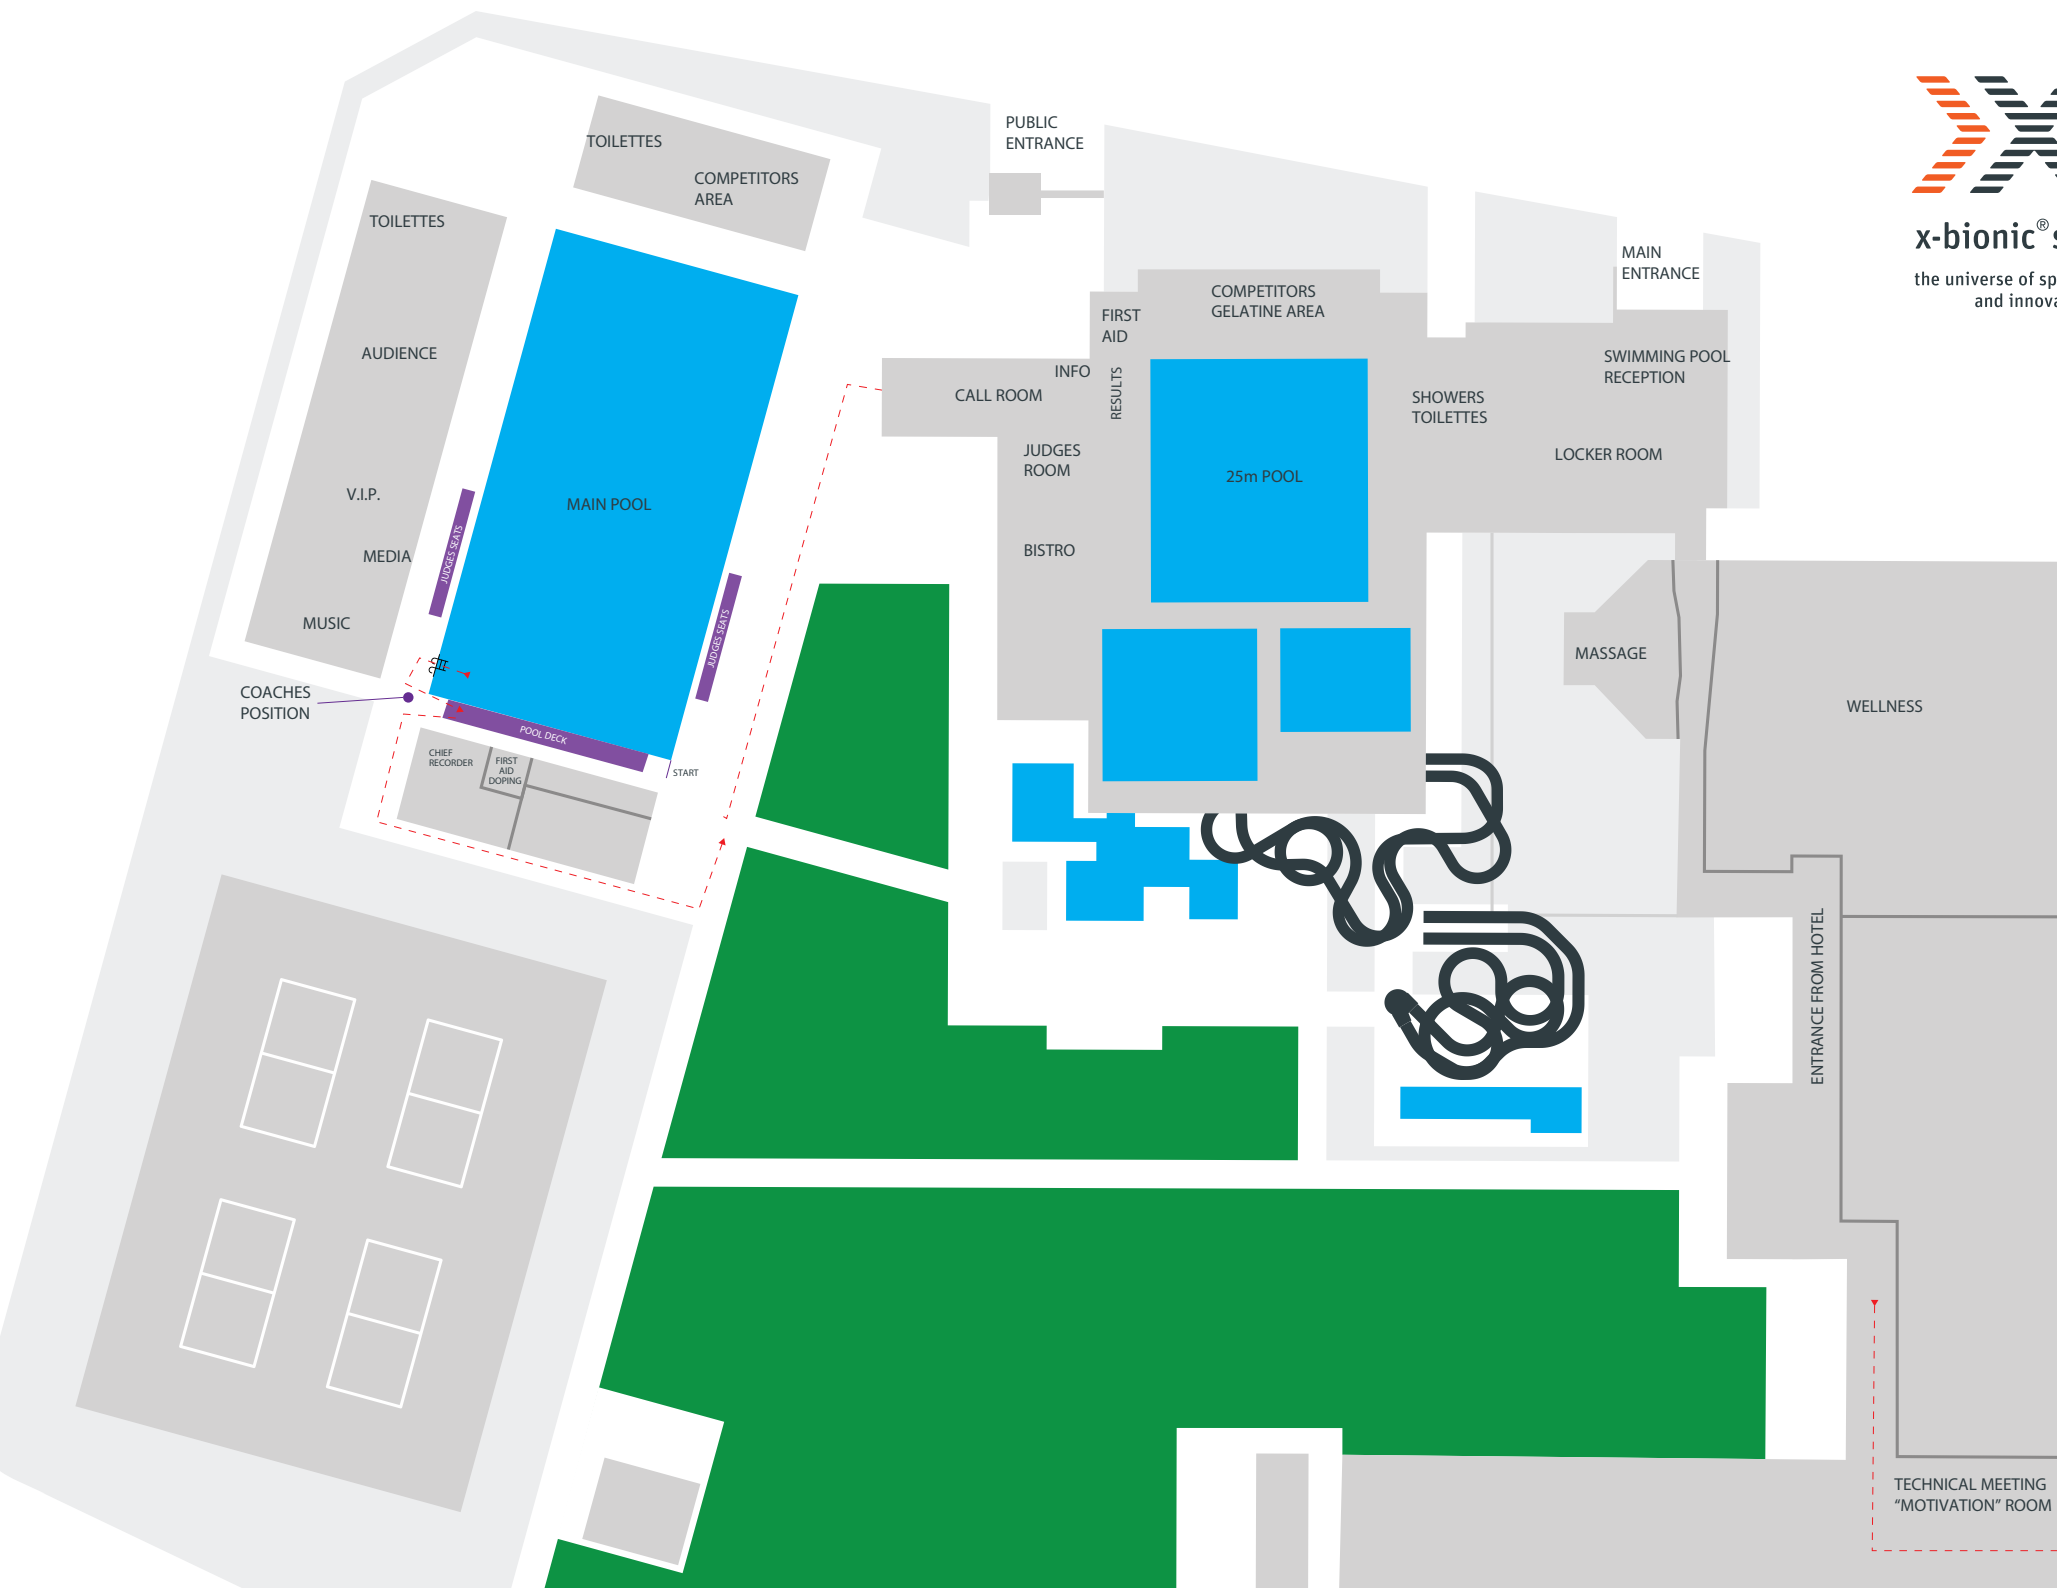 PUBLIC
ENTRANCE
TOILETTES
COMPETITORS
AREA
TOILETTES
AUDIENCE
V.I.P.
MEDIA
MUSIC
MAIN POOL
JUDGES SEATS
JUDGES SEATS
COACHES
POSITION
POOL DECK
START
CHIEF
RECORDER
FIRST
AID
DOPING
COMPETITORS
GELATINE AREA
FIRST
AID
INFO
CALL ROOM
RESULTS
JUDGES
ROOM
BISTRO
25m POOL
SHOWERS
TOILETTES
MAIN
ENTRANCE
SWIMMING POOL
RECEPTION
LOCKER ROOM
x-bionic®
the universe of
and
MASSAGE
WELLNESS
ENTRANCE FROM HOTEL
TECHNICAL MEETING
“MOTIVATION” ROOM